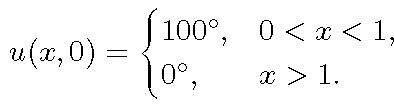 u(x, 0) = { 100°, 0 < x < 1,
0°, x > 1.